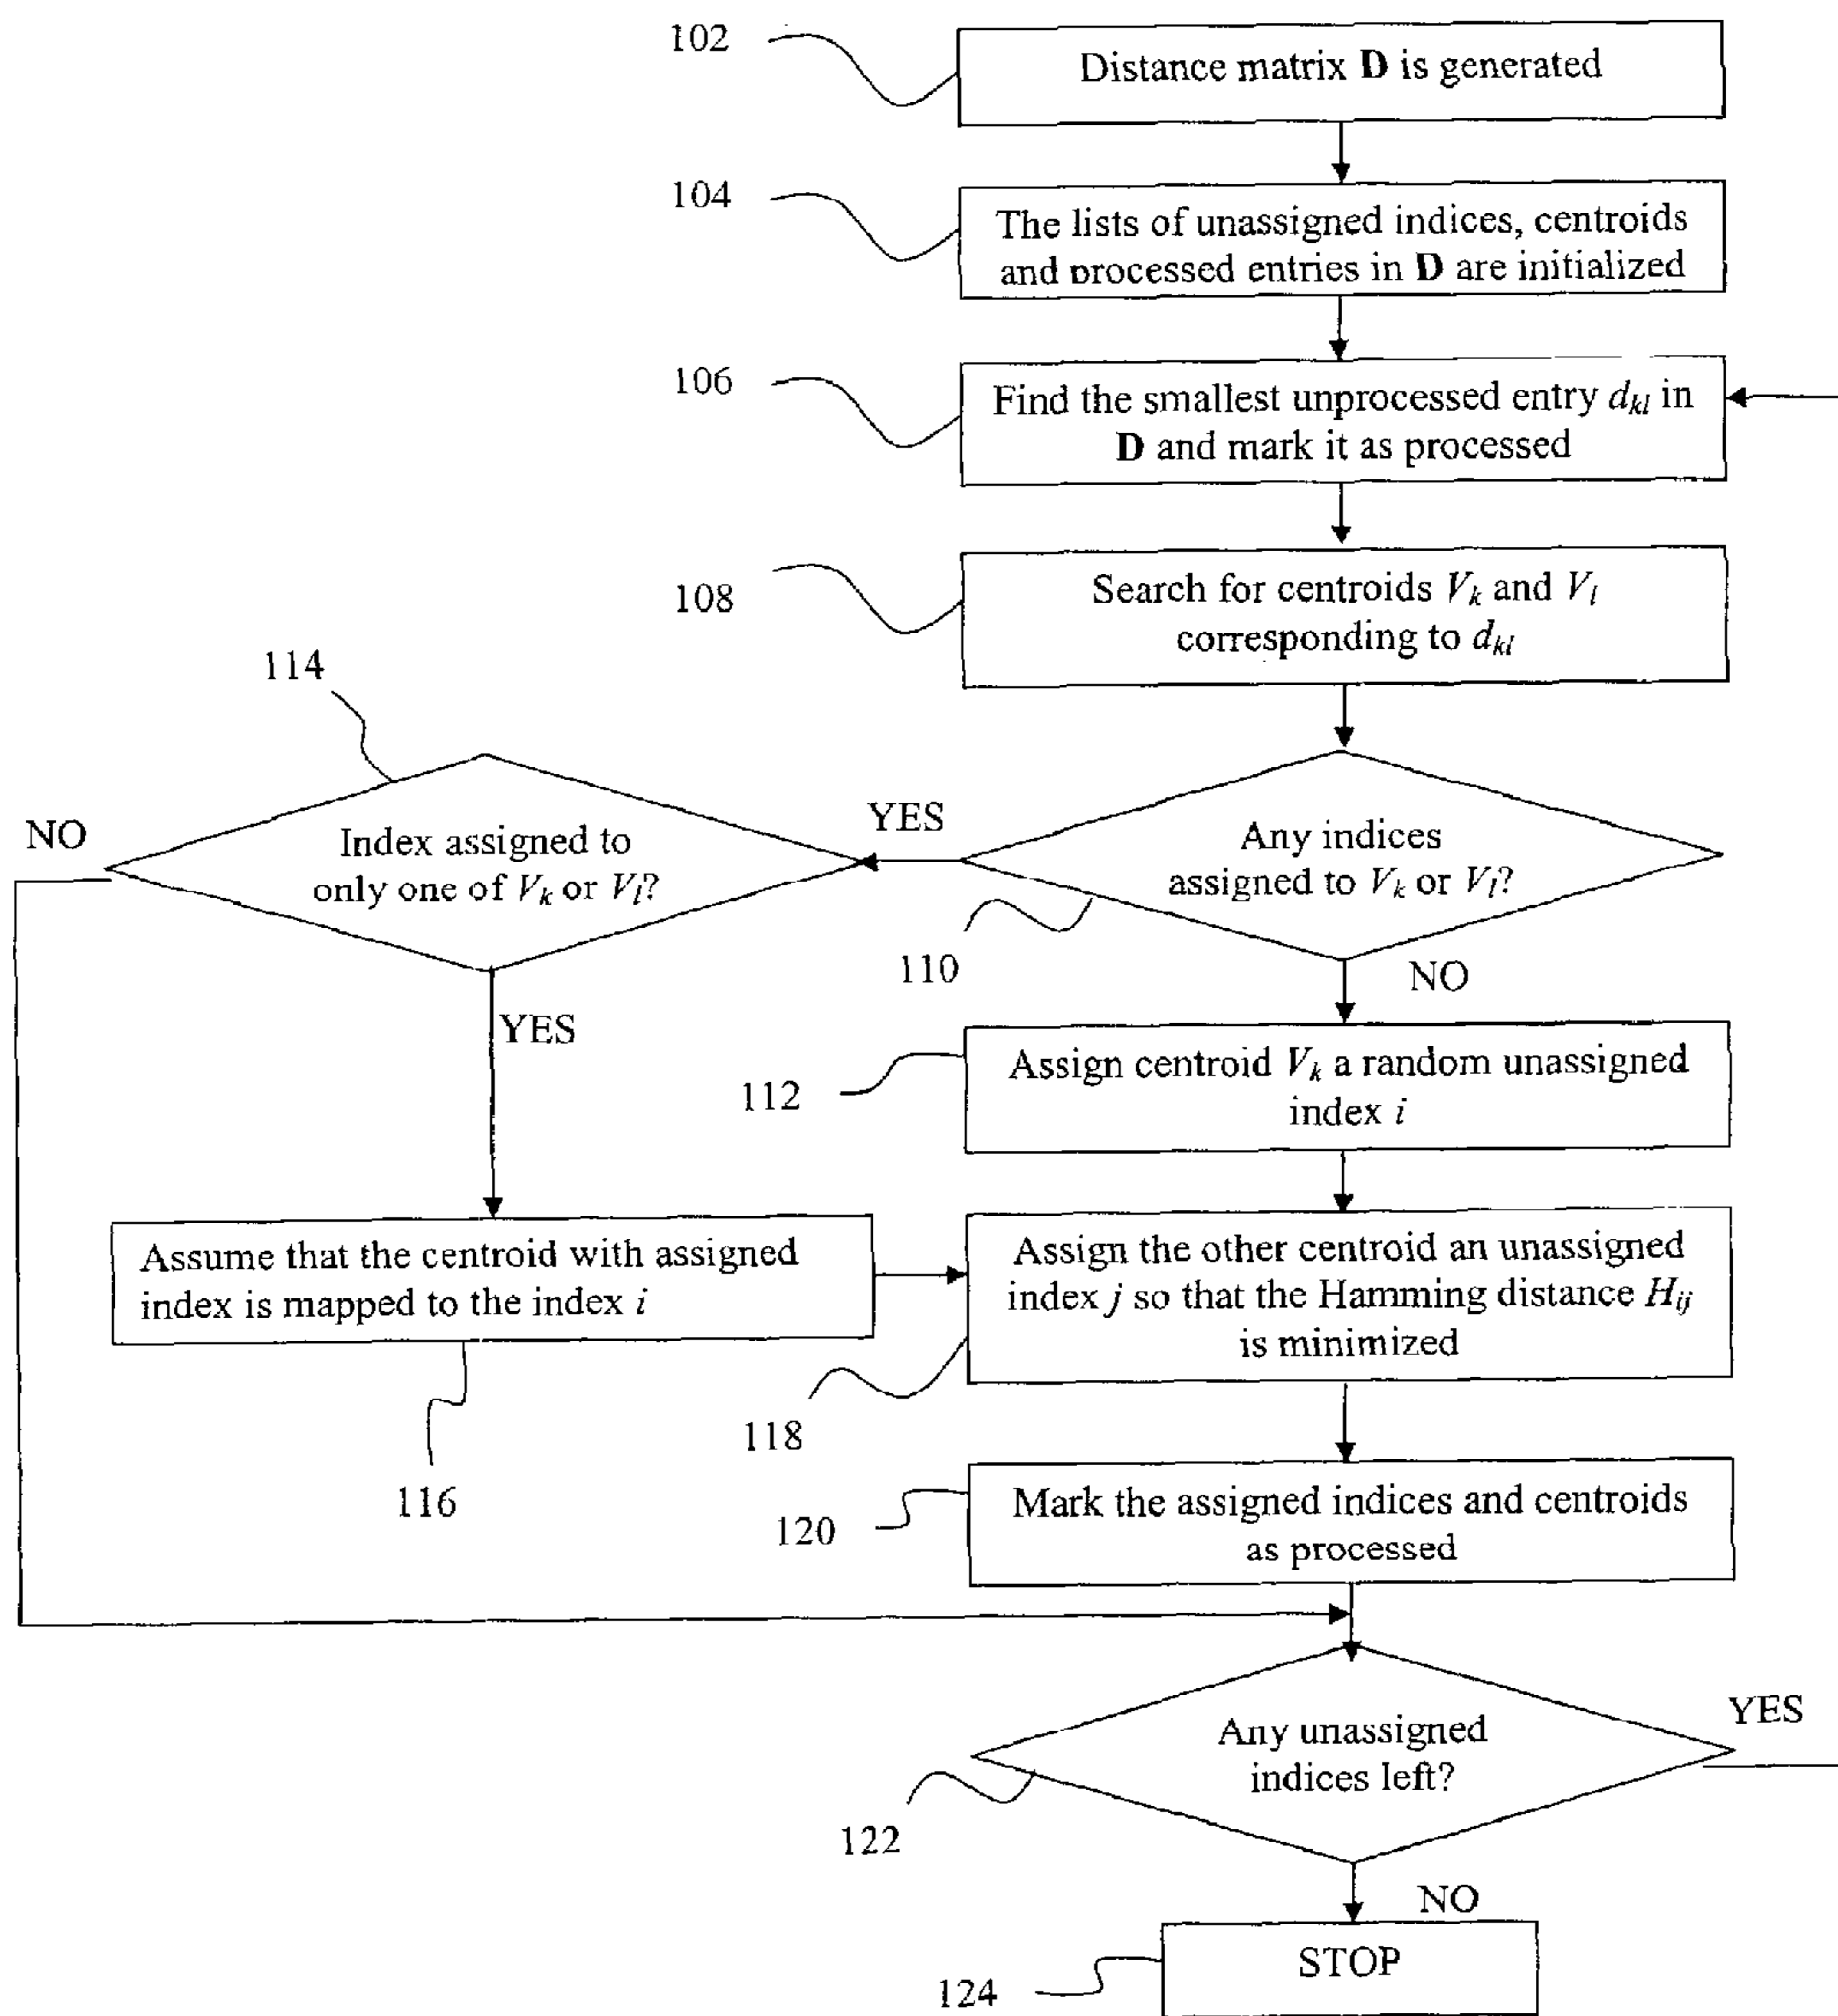 102
Distance matrix D is generated
104
The lists of unassigned indices, centroids
and processed entries in D are initialized
106
Find the smallest unprocessed entry dkl in
D and mark it as processed
108
Search for centroids Vk and Vl
corresponding to dkl
114
NO
Index assigned to
only one of Vk or Vl?
YES
Any indices
assigned to Vk or Vl?
110
NO
YES
112
Assign centroid Vk a random unassigned
index i
Assume that the centroid with assigned
index is mapped to the index i
116
Assign the other centroid an unassigned
index j so that the Hamming distance Hij
is minimized
118
120
Mark the assigned indices and centroids
as processed
Any unassigned
indices left?
YES
122
NO
STOP
124